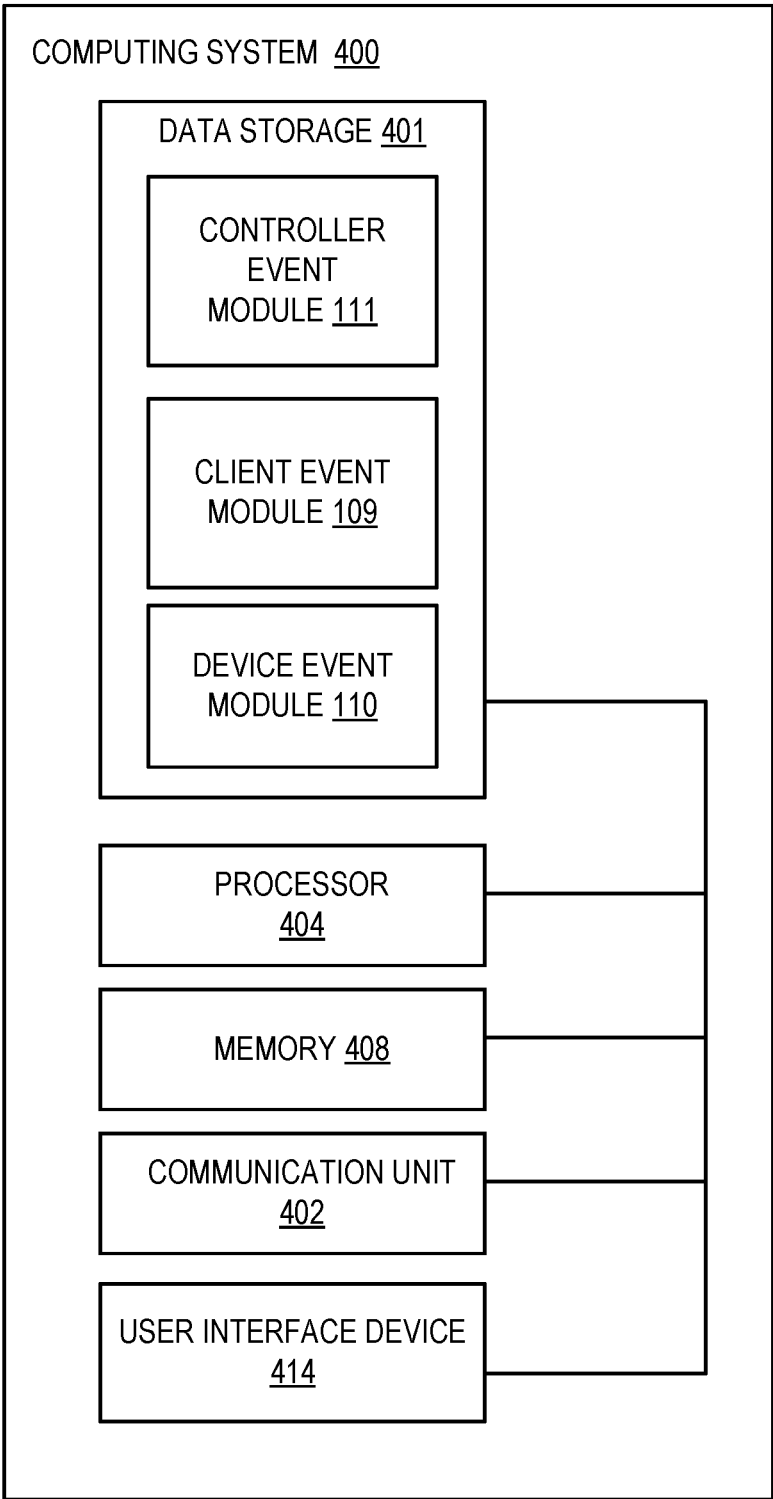 COMPUTING SYSTEM 400
DATA STORAGE 401
CONTROLLER
EVENT
MODULE 111
CLIENT EVENT
MODULE 109
DEVICE EVENT
MODULE 110
PROCESSOR
404
MEMORY 408
COMMUNICATION UNIT
402
USER INTERFACE DEVICE
414